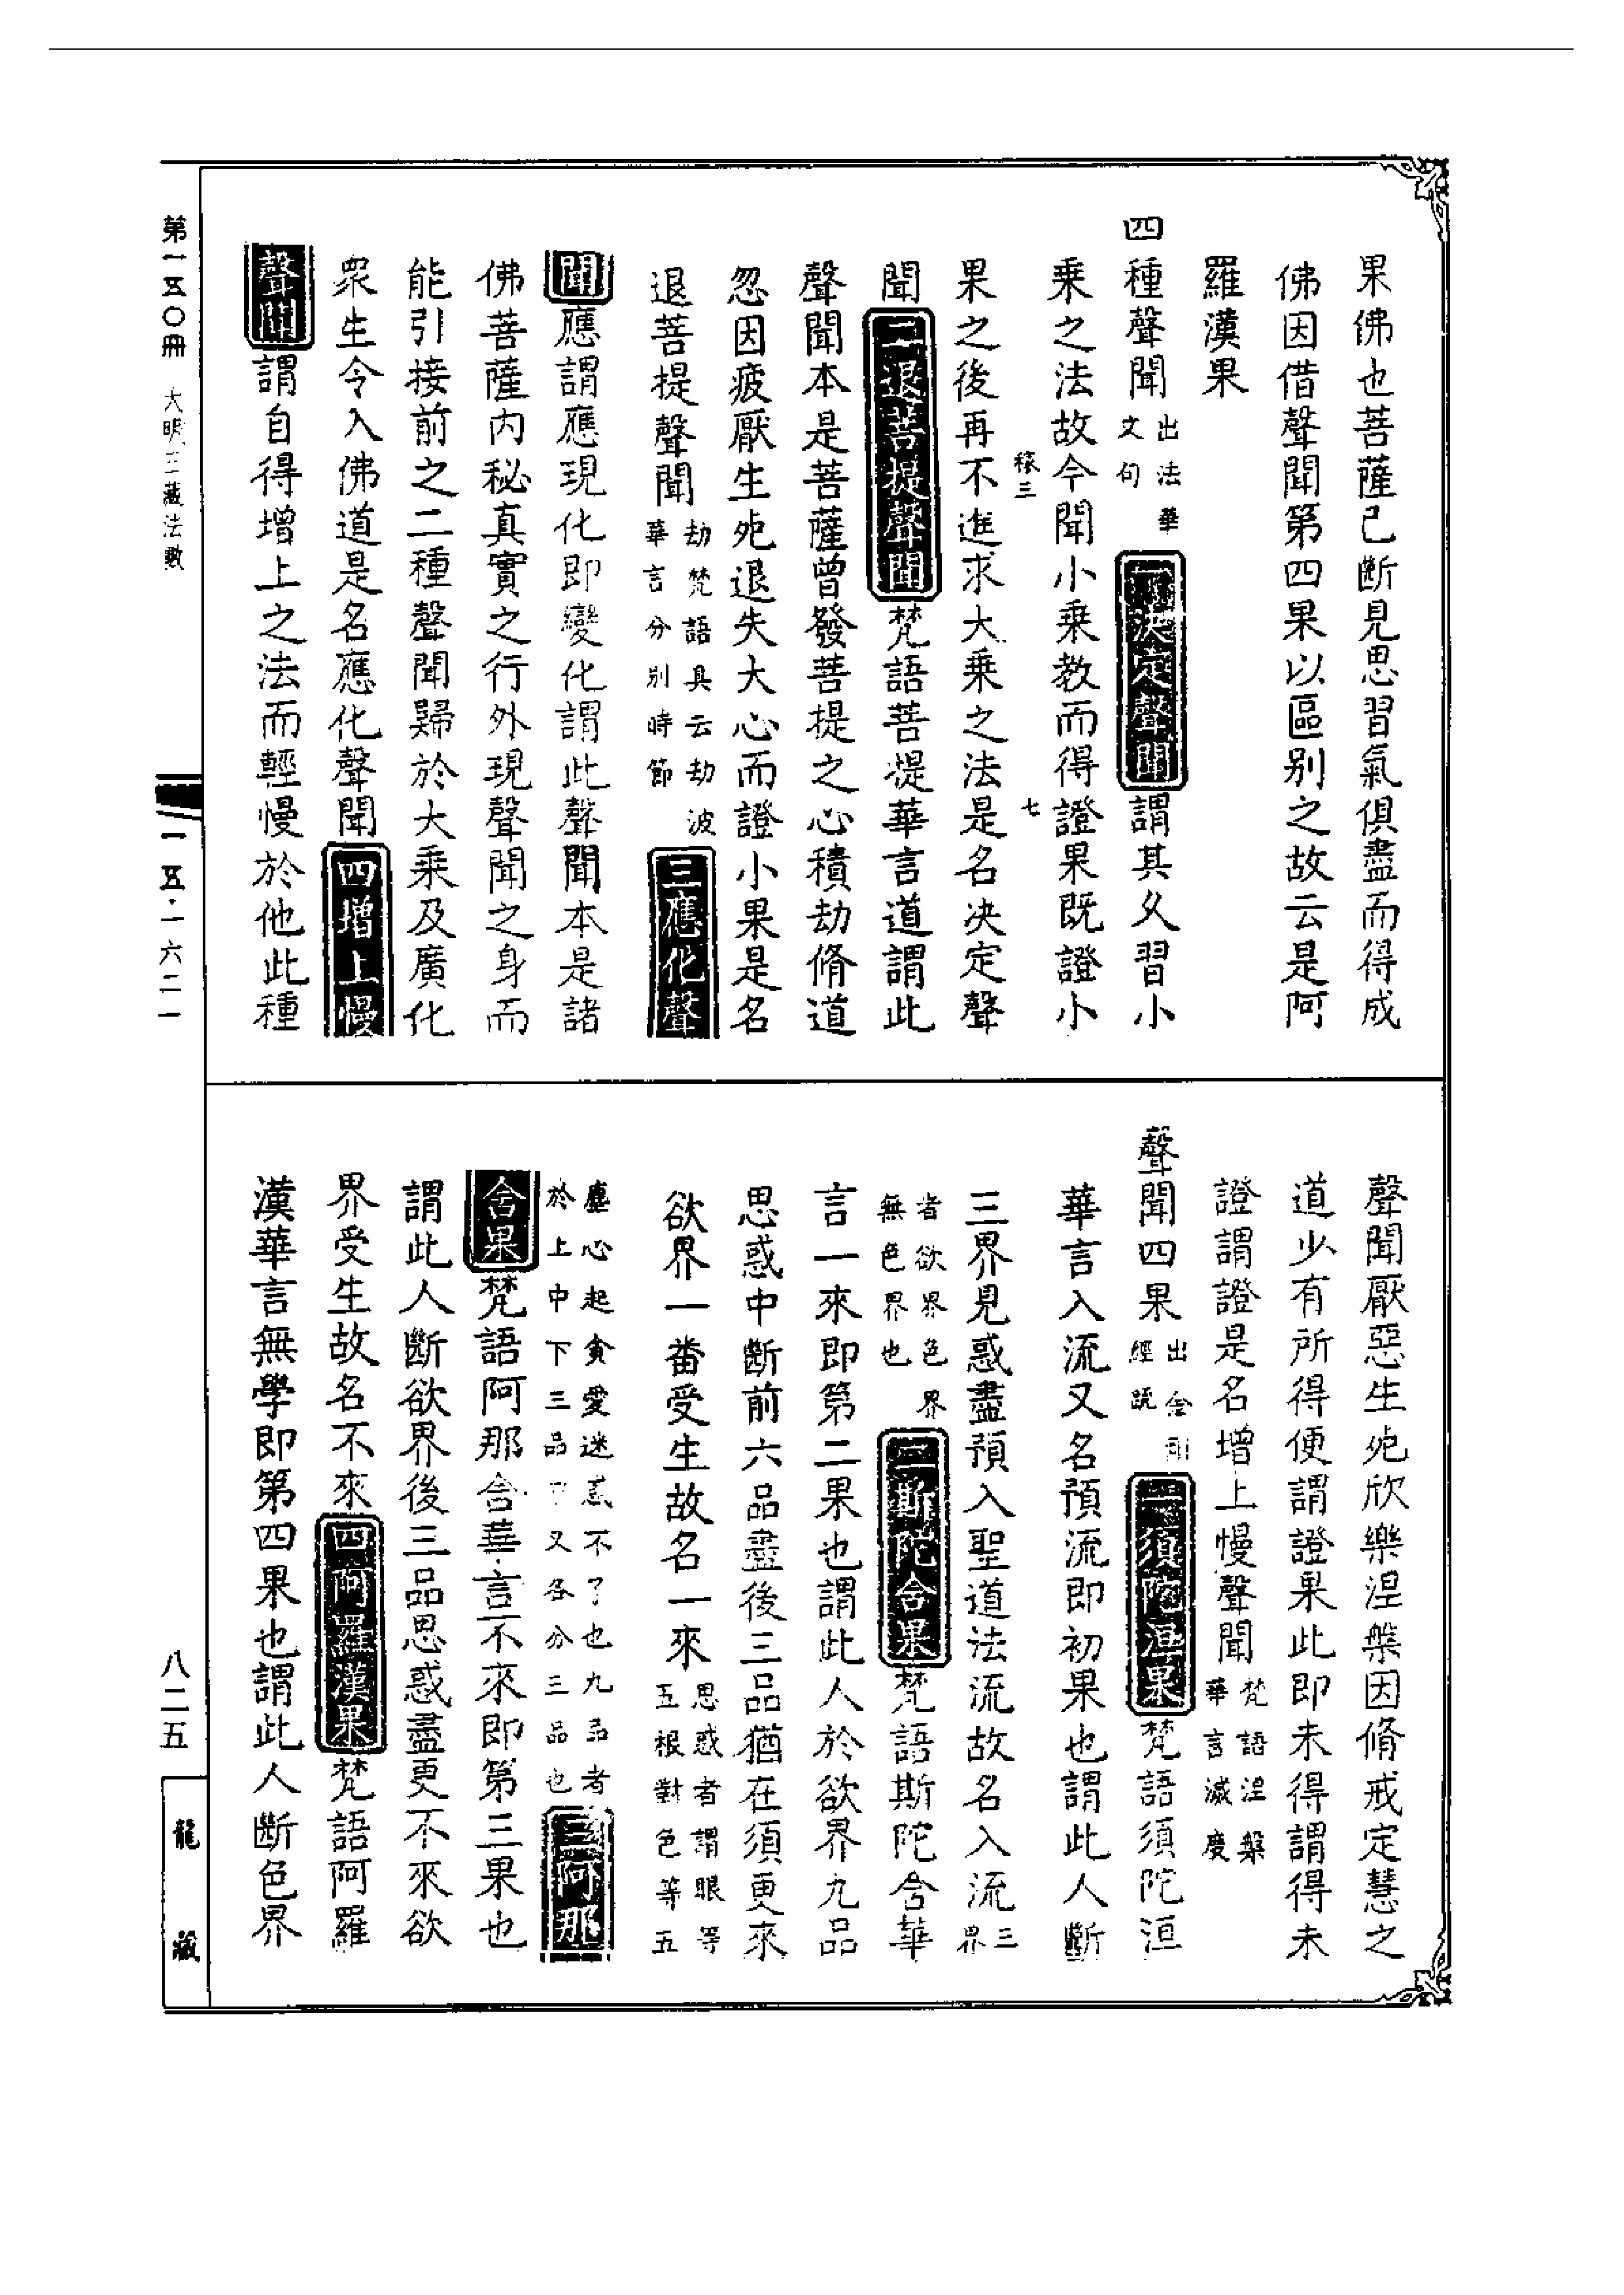 果佛也菩薩已斷見思習氣俱盡而得成
佛因借聲聞第四果以區别之故云是阿
羅漢果
四種聲聞出法華文句一決定聲聞謂其久習小
乗之法故今聞小乗教而得證果既證小
稼三 七
果之後再不進求大乗之法是名决定聲
聞二退菩提聲聞梵語菩提華言道謂此
聲聞本是菩薩曾發菩提之心積劫脩道
忽因疲厭生死退失大心而證小果是名
退菩提聲聞劫梵語具云劫波華言分别時節三應化聲
聞應謂應現化即變化謂此聲聞本是諸
佛菩薩内秘真實之行外現聲聞之身而
能引接前之二種聲聞歸於大乗及廣化
衆生令入佛道是名應化聲聞四增上慢
聲聞謂自得增上之法而輕慢於他此種
聲聞厭惡生死欣樂涅槃因脩戒定慧之
道少有所得便謂證果此即未得謂得未
證謂證是名增上慢聲聞梵語涅槃華言滅度
聲聞四果出金剛經疏一須陀洹果梵語須陀洹
華言入流又名預流即初果也謂此人斷
三界見惑盡預入聖道法流故名入流三界
者欲界色界無色界也二斯陀含果梵語斯陀含華
言一來即第二果也謂此人於欲界九品
思惑中斷前六品盡後三品猶在須更來
欲界一番受生故名一來思惑者謂眼等五根對色等五
塵心起貪愛迷惑不了也九品者於上中下三品中又各分三品也三阿那
含果梵語阿那含華言不來即第三果也
謂此人斷欲界後三品思惑盡更不來欲
界受生故名不來四阿羅漢果梵語阿羅
漢華言無學即第四果也謂此人斷色界
第一五〇冊 大明三藏法數
一五·一六二一
八二五
龍藏